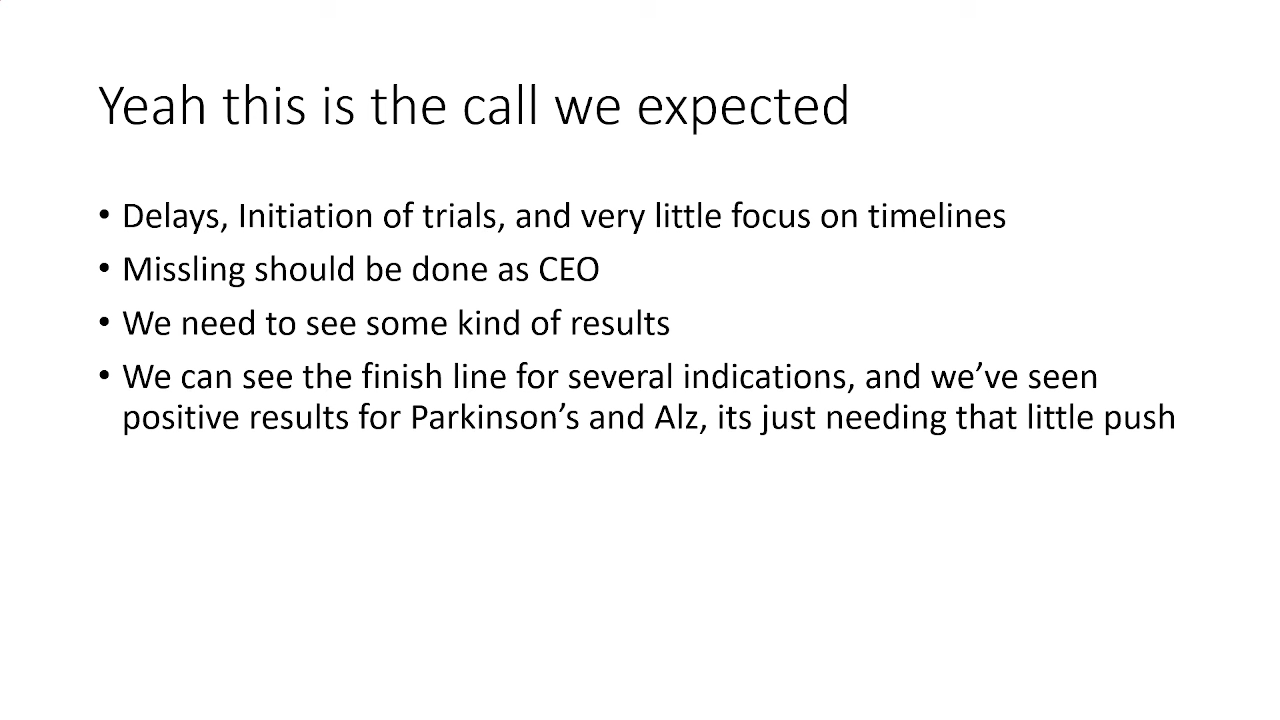 Yeah this is the call we expected
• Delays, Initiation of trials, and very little focus on timelines
• Missling should be done as CEO
• We need to see some kind of results
• We can see the finish line for several indications, and we’ve seen
positive results for Parkinson’s and Alz, its just needing that little push